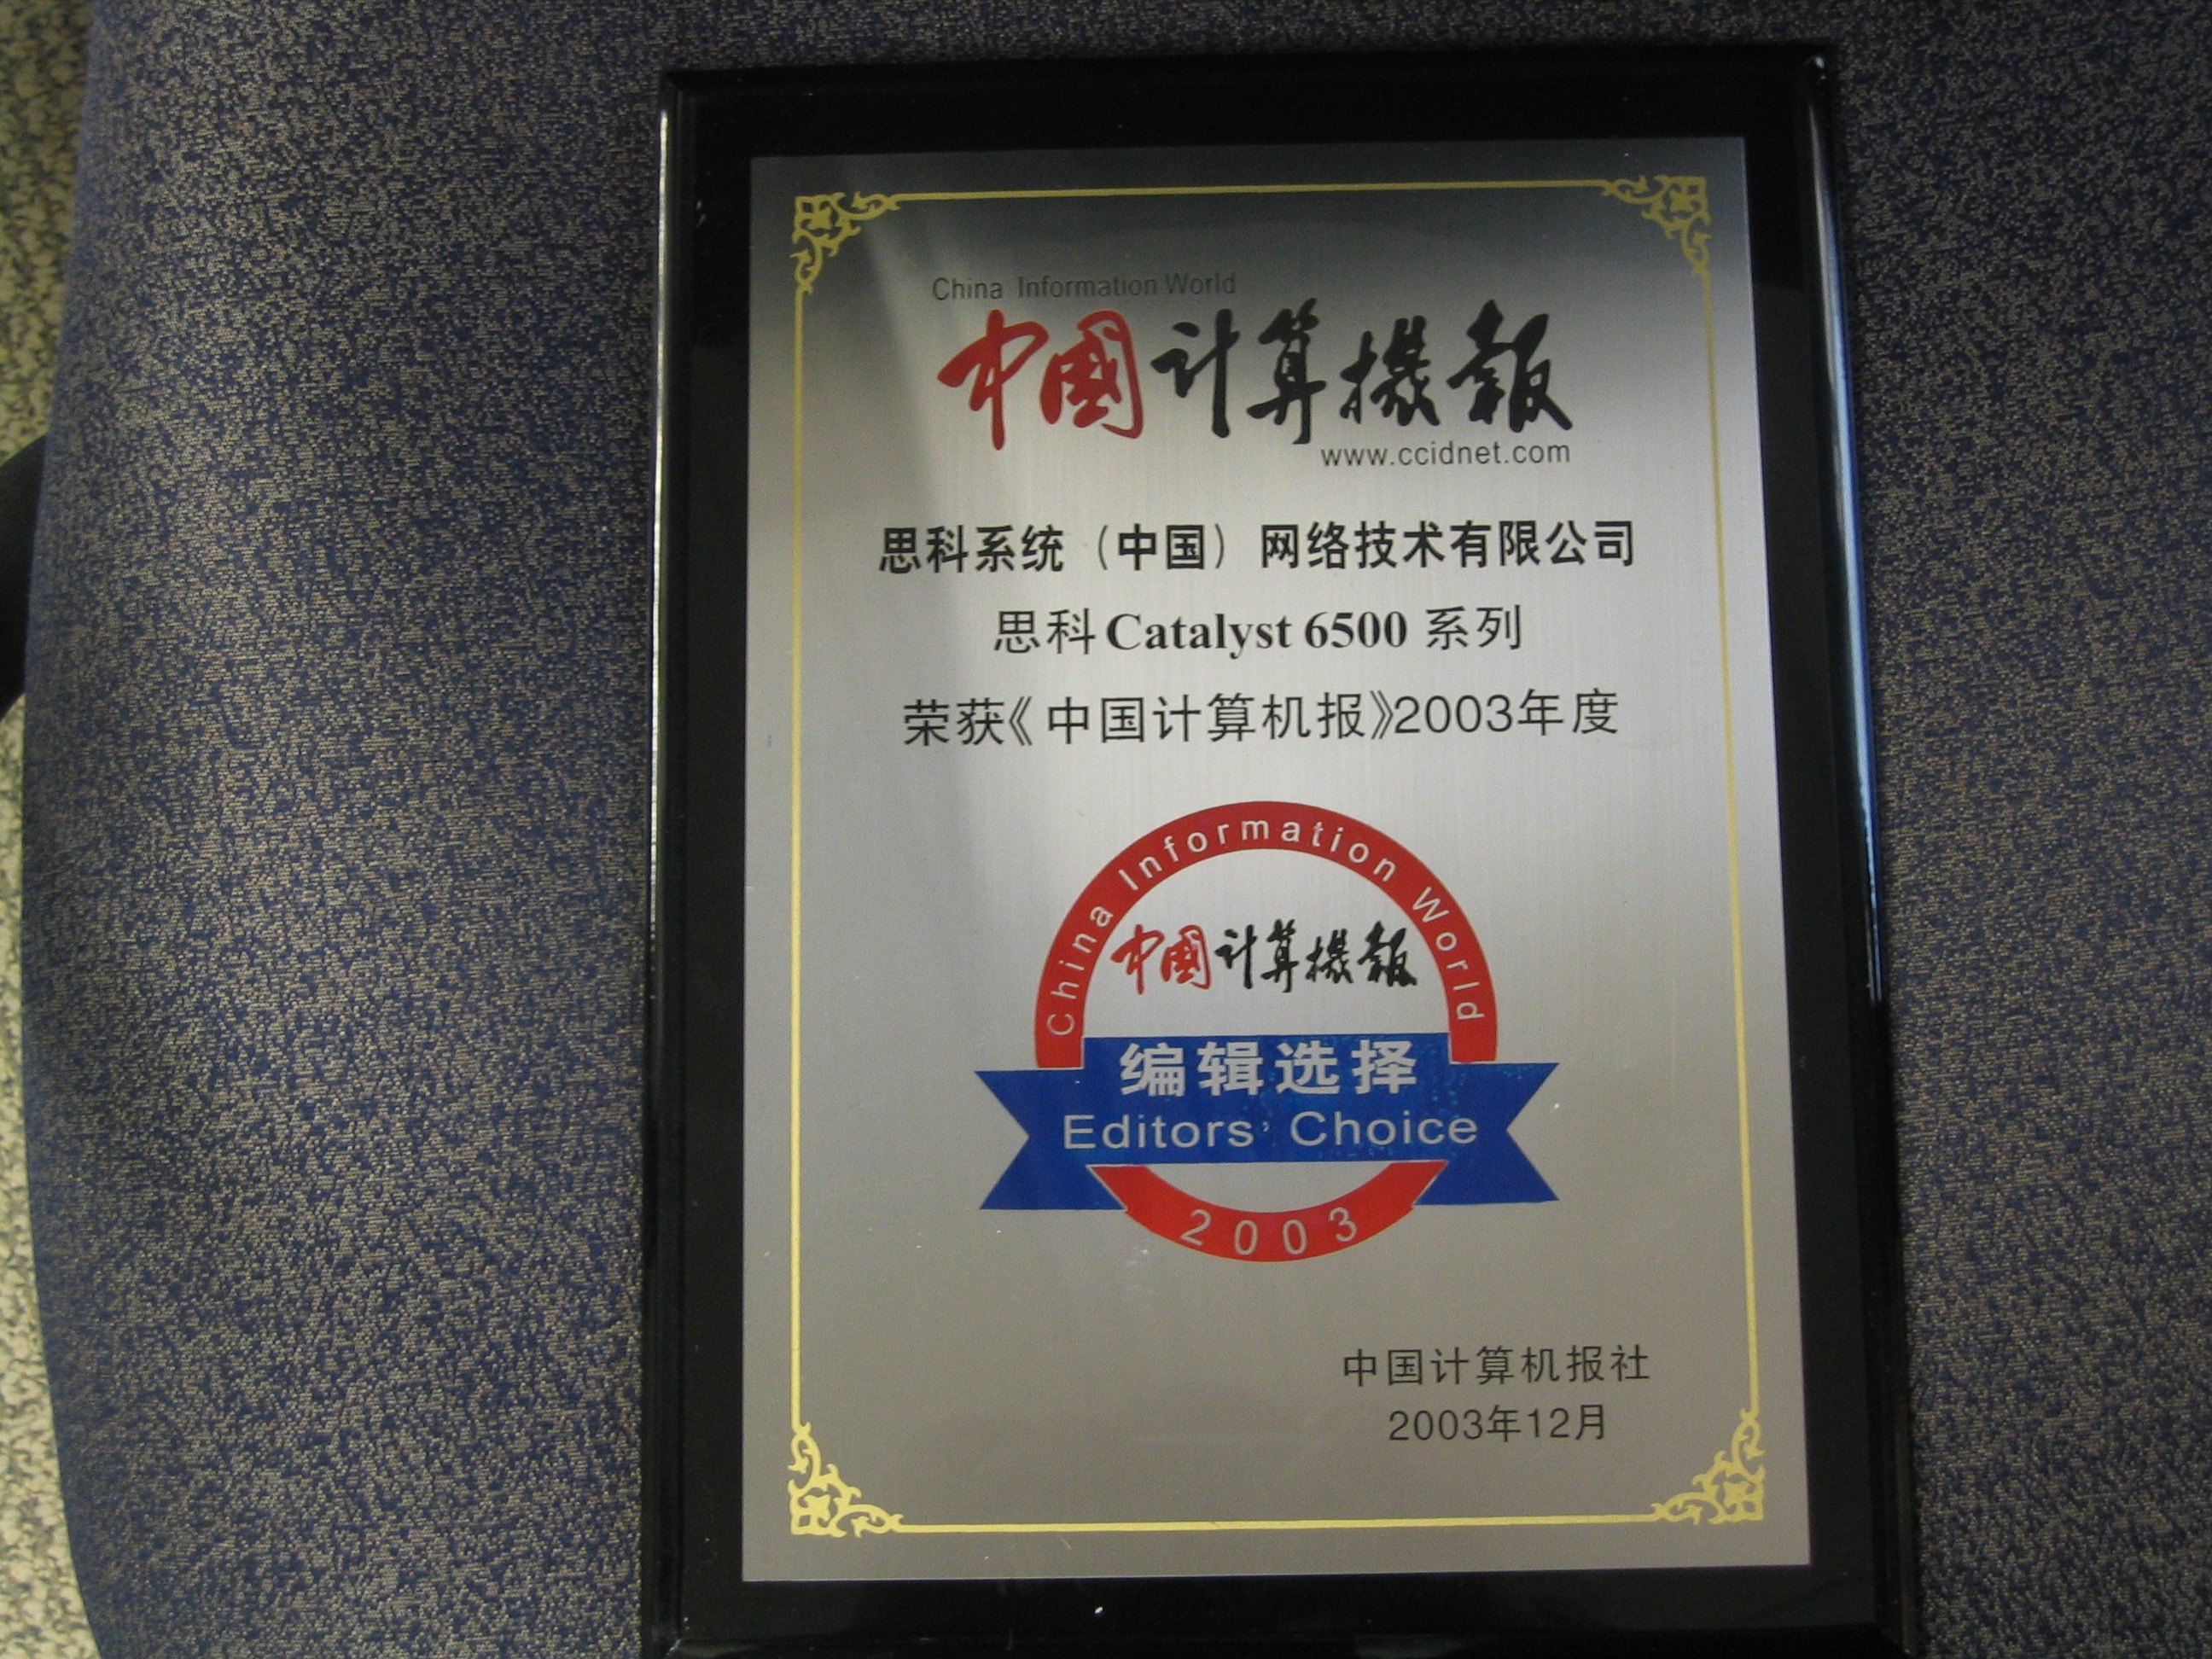 China Information World
中國计算機報
www.ccidnet.com
思科系统（中国）网络技术有限公司
思科Catalyst 6500 系列
荣获《中国计算机报》2003年度
China Information World
中國计算機報
编辑选择
Editors' Choice
2003
中国计算机报社
2003年12月